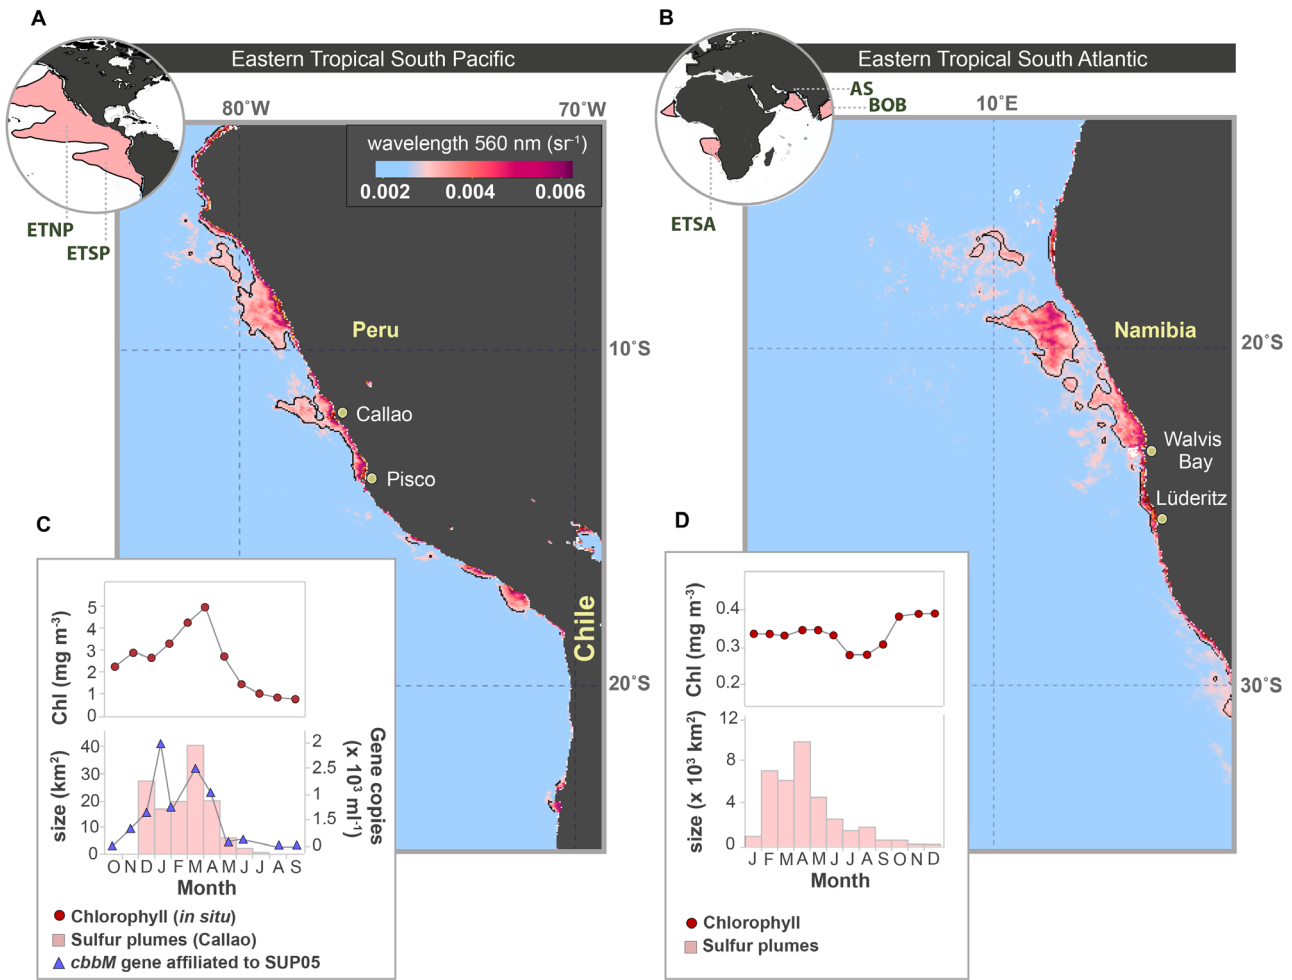 A
B
Eastern Tropical South Pacific
Eastern Tropical South Atlantic
AS
BOB
80°W
70°W
10°E
wavelength 560 nm (sr⁻¹)
0.002 0.004 0.006
ETNP
ETSP
ETSA
Peru
Namibia
10°S
20°S
Callao
Pisco
Walvis
Bay
Lüderitz
Chile
20°S
30°S
C
Chl (mg m⁻³)
5
4
3
2
1
0
size (km²)
40
30
20
10
0
Gene copies
(x 10³ ml⁻¹)
2
2.5
1
1.5
0
O N D J F M A M J J A S
Month
Chlorophyll (in situ)
Sulfur plumes (Callao)
cbbM gene affiliated to SUP05
D
Chl (mg m⁻³)
0.4
0.3
0.2
size (x 10³ km²)
12
8
4
0
J F M A M J J A S O N D
Month
Chlorophyll
Sulfur plumes